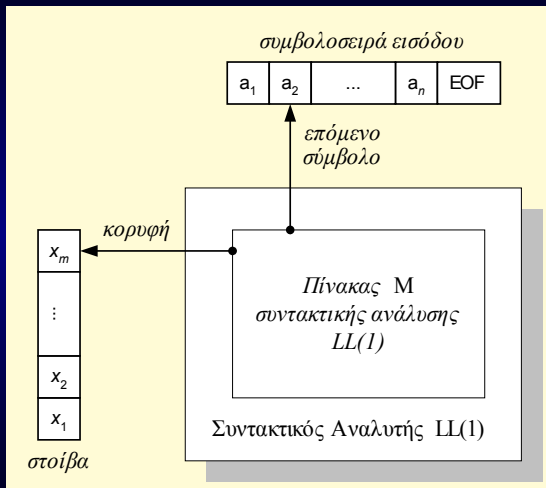 συμβολοσειρά εισόδου
a1 a2 ... an EOF
επόμενο
σύμβολο
κορυφή
xm
...
x2
x1
στοίβα
Πίνακας M
συντακτικής ανάλυσης
LL(1)
Συντακτικός Αναλυτής LL(1)